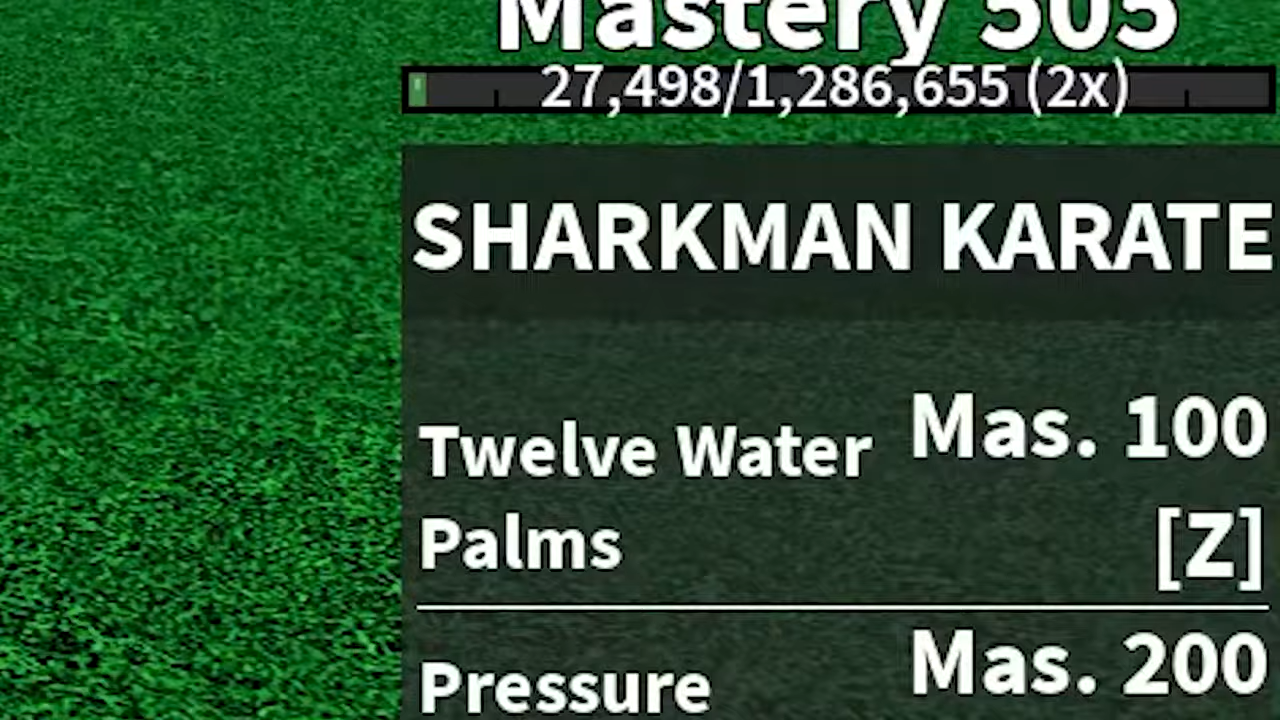 Mastery 505
27,498/1,286,655 (2x)
SHARKMAN KARATE
Twelve Water Mas. 100
Palms [Z]
Pressure Mas. 200